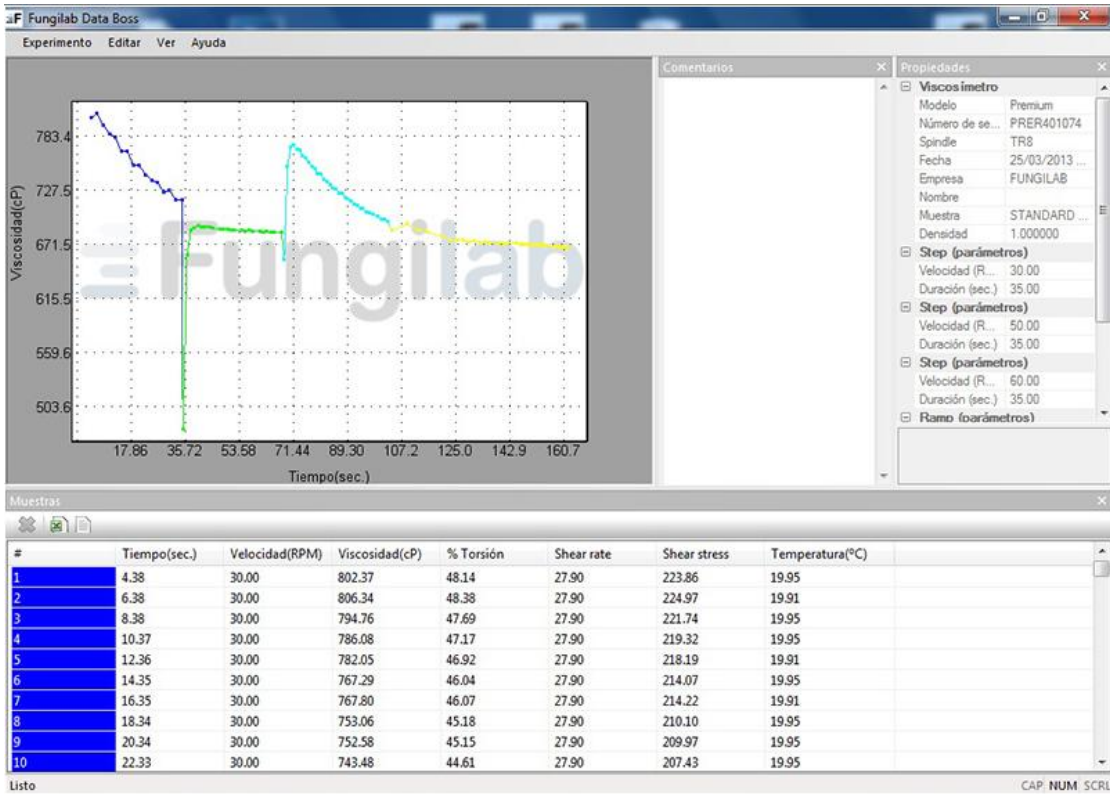 Fungilab Data Boss
Experimento Editar Ver Ayuda
Comentarios
Propiedades
Viscosidad(cP)
783.4
727.5
671.5
615.5
559.6
503.6
17.86 35.72 53.58 71.44 89.30 107.2 125.0 142.9 160.7
Tiempo(sec.)
Fungilab
Viscosimetro
Modelo Premium
Número de se... PRER401074
Spindle TR8
Fecha 25/03/2013 ...
Empresa FUNGILAB
Nombre
Muestra STANDARD ...
Densidad 1.000000
Step (parámetros)
Velocidad (R... 30.00
Duración (sec.) 35.00
Step (parámetros)
Velocidad (R... 50.00
Duración (sec.) 35.00
Step (parámetros)
Velocidad (R... 60.00
Duración (sec.) 35.00
Ramp (parámetros)
Muestras
# Tiempo(sec.) Velocidad(RPM) Viscosidad(cP) % Torsión Shear rate Shear stress Temperatura(ºC)
1 4.38 30.00 802.37 48.14 27.90 223.86 19.95
2 6.38 30.00 806.34 48.38 27.90 224.97 19.91
3 8.38 30.00 794.76 47.69 27.90 221.74 19.95
4 10.37 30.00 786.08 47.17 27.90 219.32 19.95
5 12.36 30.00 782.05 46.92 27.90 218.19 19.91
6 14.35 30.00 767.29 46.04 27.90 214.07 19.95
7 16.35 30.00 767.80 46.07 27.90 214.22 19.91
8 18.34 30.00 753.06 45.18 27.90 210.10 19.95
9 20.34 30.00 752.58 45.15 27.90 209.97 19.95
10 22.33 30.00 743.48 44.61 27.90 207.43 19.95
Listo
CAP NUM SCRL